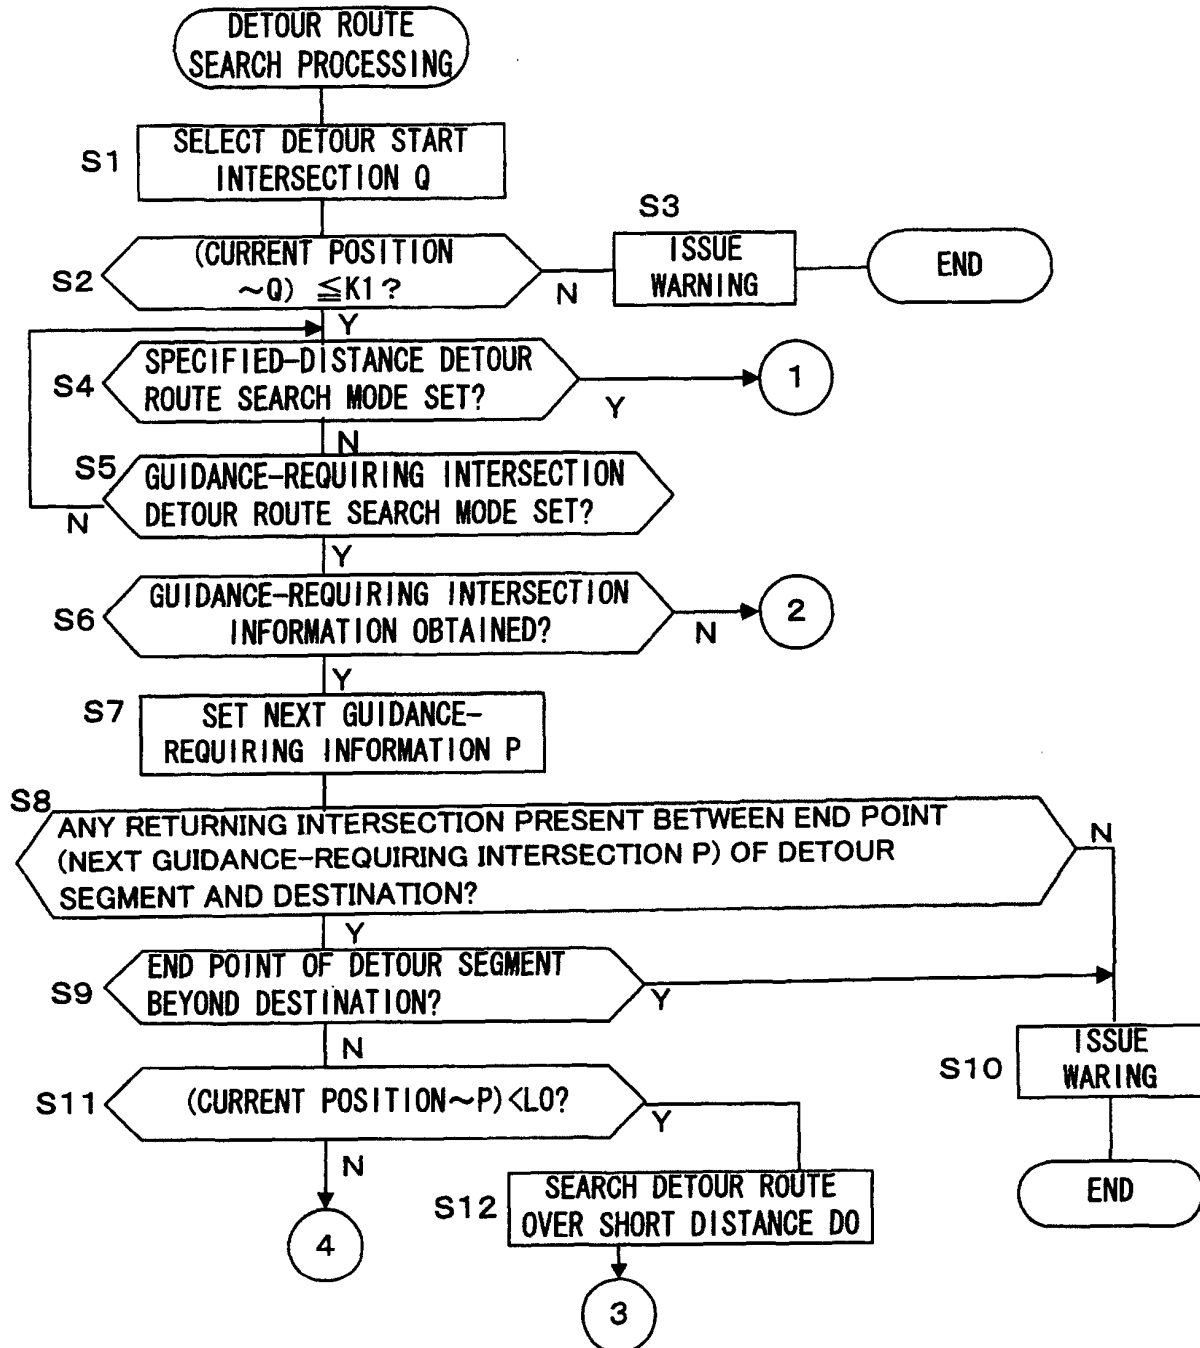 DETOUR ROUTE
SEARCH PROCESSING
S1
SELECT DETOUR START
INTERSECTION Q
S2
(CURRENT POSITION
~Q) ≦K1?
N
S3
ISSUE
WARNING
END
Y
S4
SPECIFIED-DISTANCE DETOUR
ROUTE SEARCH MODE SET?
Y
1
N
S5
GUIDANCE-REQUIRING INTERSECTION
DETOUR ROUTE SEARCH MODE SET?
N
Y
S6
GUIDANCE-REQUIRING INTERSECTION
INFORMATION OBTAINED?
N
2
Y
S7
SET NEXT GUIDANCE-
REQUIRING INFORMATION P
S8
ANY RETURNING INTERSECTION PRESENT BETWEEN END POINT
(NEXT GUIDANCE-REQUIRING INTERSECTION P) OF DETOUR
SEGMENT AND DESTINATION?
N
Y
S9
END POINT OF DETOUR SEGMENT
BEYOND DESTINATION?
Y
N
S10
ISSUE
WARING
END
S11
(CURRENT POSITION~P)<L0?
Y
N
4
S12
SEARCH DETOUR ROUTE
OVER SHORT DISTANCE D0
3